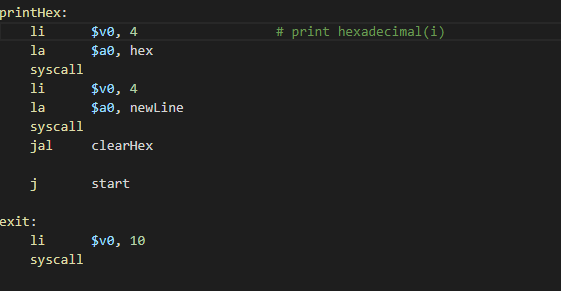 printHex:
    li      $v0, 4                  # print hexadecimal(i)
    la      $a0, hex
    syscall
    li      $v0, 4
    la      $a0, newLine
    syscall
    jal     clearHex

    j       start

exit:
    li      $v0, 10
    syscall